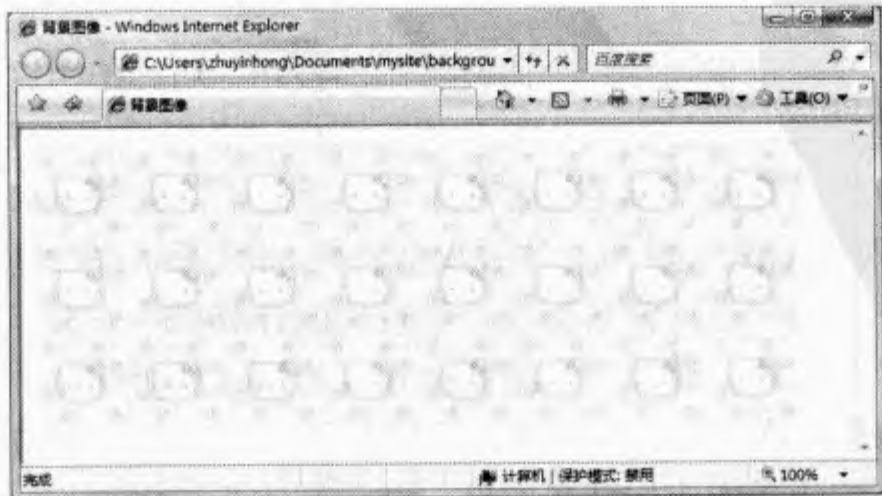 背景图像 - Windows Internet Explorer
C:\Users\zhuyinhong\Documents\mysite\backgrou
百度搜索
背景图像
页面(P)
工具(O)
完成
计算机 | 保护模式: 禁用
100%